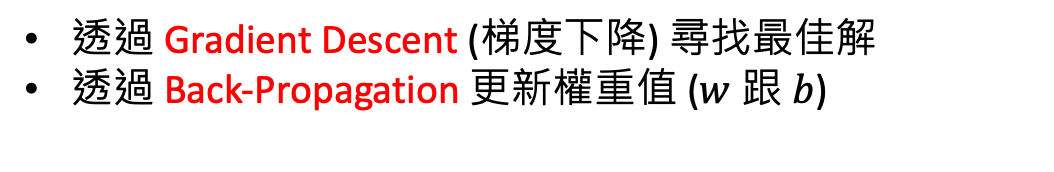 • 透過 Gradient Descent (梯度下降) 尋找最佳解
• 透過 Back-Propagation 更新權重值 (w 跟 b)